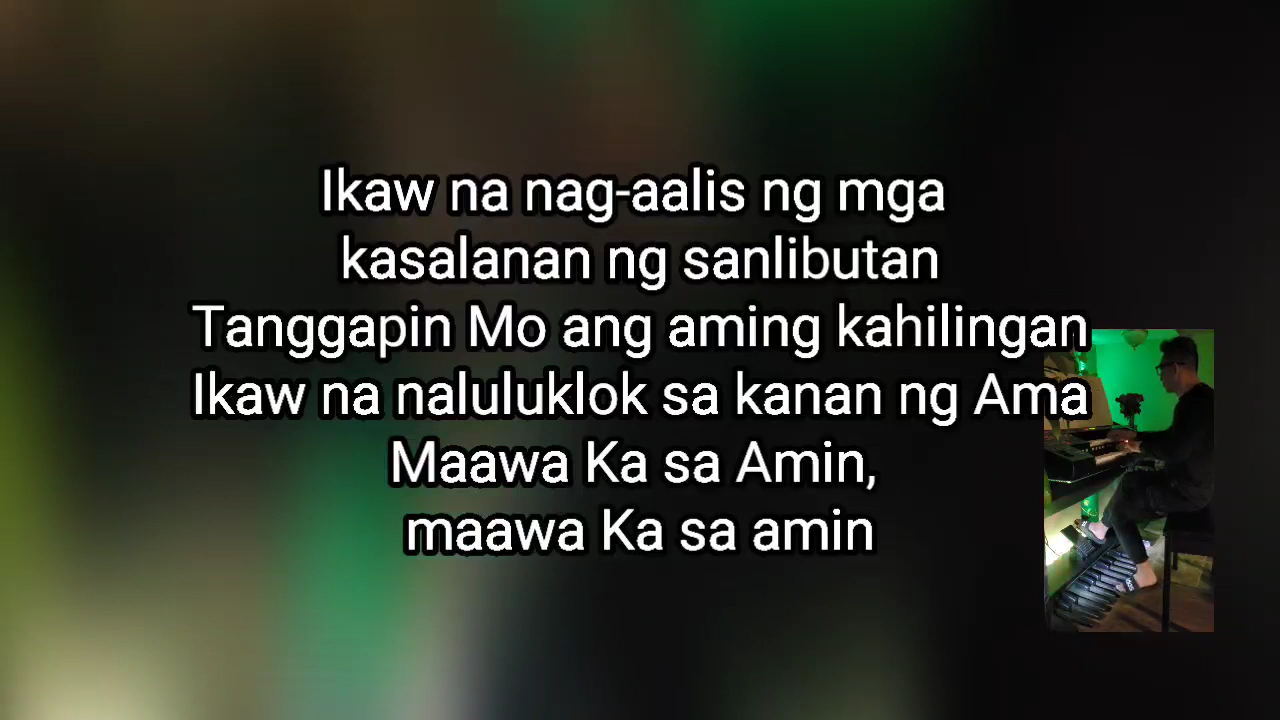 Ikaw na nag-aalis ng mga
kasalanan ng sanlibutan
Tanggapin Mo ang aming kahilingan
Ikaw na naluluklok sa kanan ng Ama
Maawa Ka sa Amin,
maawa Ka sa amin